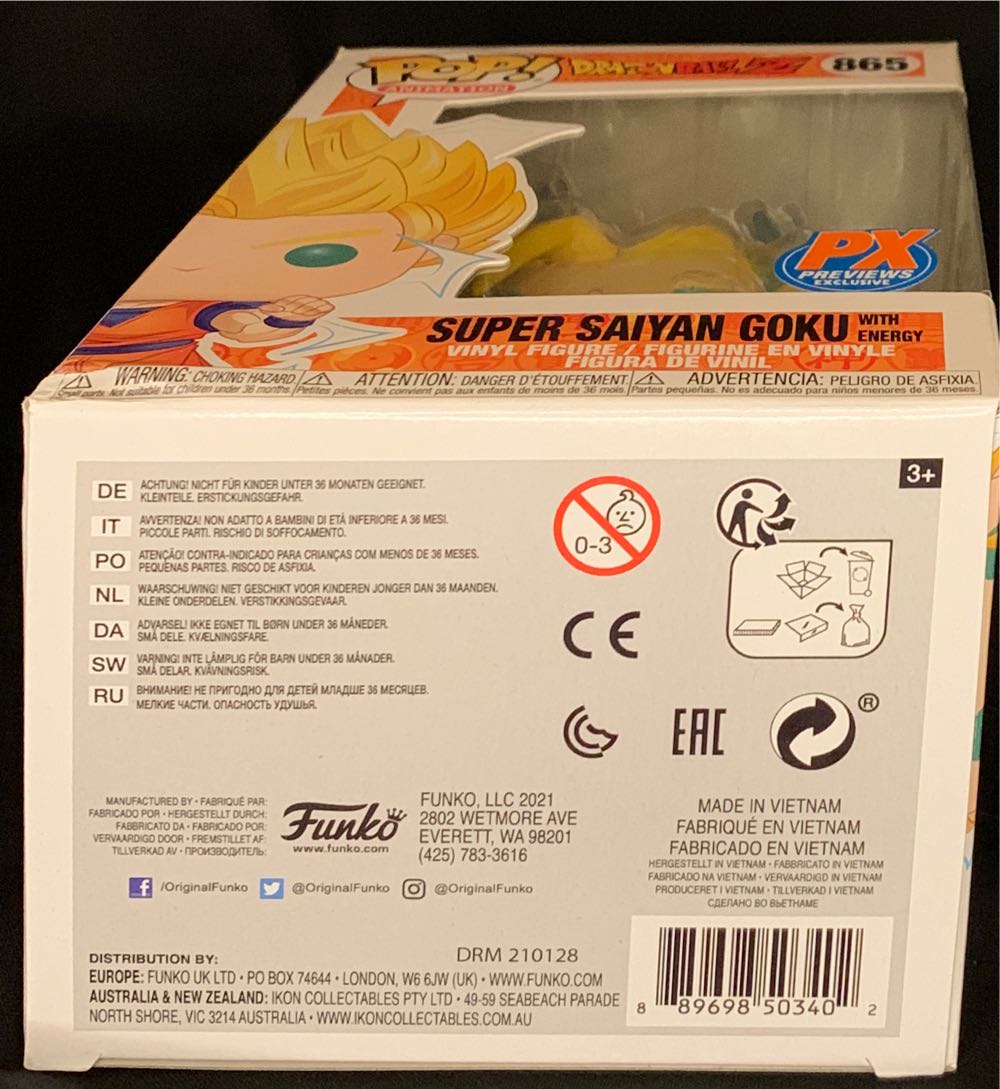 POP!
ANIMATION
DRAGON BALL Z
865
PX
PREVIEWS
EXCLUSIVE
SUPER SAIYAN GOKU WITH ENERGY
VINYL FIGURE / FIGURINE EN VINYLE
FIGURA DE VINIL
WARNING: CHOKING HAZARD.
Small parts. Not suitable for children under 36 months.
ATTENTION: DANGER D'ÉTOUFFEMENT.
Petites pièces. Ne convient pas aux enfants de moins de 36 mois.
ADVERTENCIA: PELIGRO DE ASFIXIA.
Partes pequeñas. No es adecuado para niños menores de 36 meses.
3+
DE ACHTUNG! NICHT FÜR KINDER UNTER 36 MONATEN GEEIGNET.
KLEINTEILE. ERSTICKUNGSGEFAHR.
IT AVVERTENZA! NON ADATTO A BAMBINI DI ETÀ INFERIORE A 36 MESI.
PICCOLE PARTI. RISCHIO DI SOFFOCAMENTO.
PO ATENÇÃO! CONTRA-INDICADO PARA CRIANÇAS COM MENOS DE 36 MESES.
PEQUENAS PARTES. RISCO DE ASFIXIA.
NL WAARSCHUWING! NIET GESCHIKT VOOR KINDEREN JONGER DAN 36 MAANDEN.
KLEINE ONDERDELEN. VERSTIKKINGSGEVAAR.
DA ADVARSEL! IKKE EGNET TIL BØRN UNDER 36 MÅNEDER.
SMÅ DELE. KVÆLNINGSFARE.
SW VARNING! INTE LÄMPLIG FÖR BARN UNDER 36 MÅNADER.
SMÅ DELAR. KVÄVNINGSRISK.
RU ВНИМАНИЕ! НЕ ПРИГОДНО ДЛЯ ДЕТЕЙ МЛАДШЕ 36 МЕСЯЦЕВ.
МЕЛКИЕ ЧАСТИ. ОПАСНОСТЬ УДУШЬЯ.
0-3
CE
EAC
®
MANUFACTURED BY • FABRIQUÉ PAR:
FABRICADO POR • HERGESTELLT DURCH:
FABBRICATO DA • FABRICADO POR:
VERVAARDIGD DOOR • FREMSTILLET AF:
TILLVERKAD AV • ПРОИЗВОДИТЕЛЬ:
Funko
www.funko.com
FUNKO, LLC 2021
2802 WETMORE AVE
EVERETT, WA 98201
(425) 783-3616
/OriginalFunko @OriginalFunko @OriginalFunko
MADE IN VIETNAM
FABRIQUÉ EN VIETNAM
FABRICADO EN VIETNAM
HERGESTELLT IN VIETNAM • FABBRICATO IN VIETNAM
FABRICADO NA VIETNAM • VERVAARDIGD IN VIETNAM
PRODUCERET I VIETNAM • TILLVERKAD I VIETNAM
СДЕЛАНО ВО ВЬЕТНАМЕ
DRM 210128
DISTRIBUTION BY:
EUROPE: FUNKO UK LTD • PO BOX 74644 • LONDON, W6 6JW (UK) • WWW.FUNKO.COM
AUSTRALIA & NEW ZEALAND: IKON COLLECTABLES PTY LTD • 49-59 SEABEACH PARADE
NORTH SHORE, VIC 3214 AUSTRALIA • WWW.IKONCOLLECTABLES.COM.AU
8 89698 50340 2